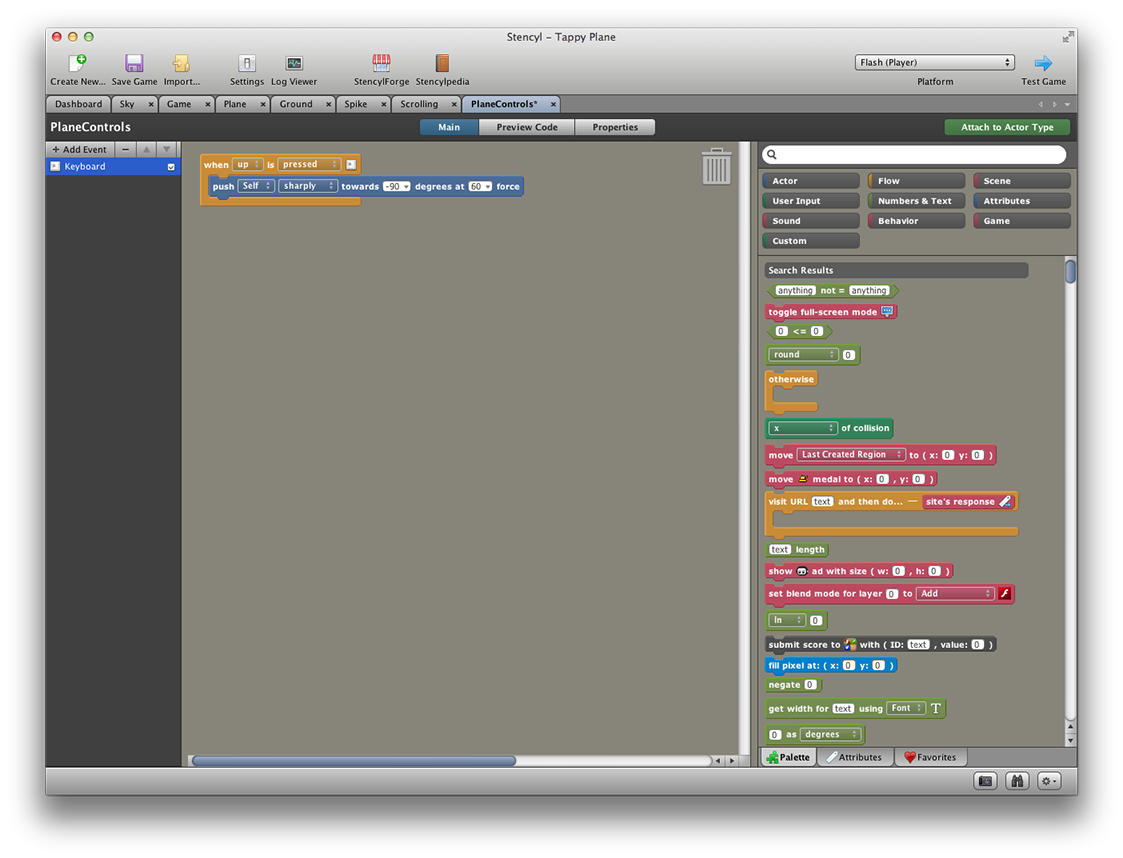 Stencyl – Tappy Plane
Create New... Save Game Import... Settings Log Viewer StencylForge Stencylpedia Flash (Player) Platform Test Game
Dashboard Sky × Game × Plane × Ground × Spike × Scrolling × PlaneControls* ×
PlaneControls Main Preview Code Properties Attach to Actor Type
+ Add Event −
Keyboard
when up is pressed
push Self sharply towards -90 degrees at 60 force
Actor Flow Scene
User Input Numbers & Text Attributes
Sound Behavior Game
Custom
Search Results
anything not = anything
toggle full-screen mode
0 <= 0
round 0
otherwise
x of collision
move Last Created Region to ( x: 0 y: 0 )
move medal to ( x: 0 , y: 0 )
visit URL text and then do... — site's response
text length
show ad with size ( w: 0 , h: 0 )
set blend mode for layer 0 to Add
ln 0
submit score to with ( ID: text , value: 0 )
fill pixel at: ( x: 0 y: 0 )
negate 0
get width for text using Font T
0 as degrees
Palette Attributes Favorites